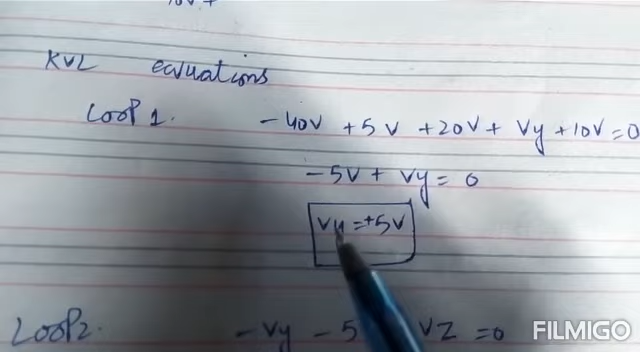 10V+
KVL equations
Loop 1. -40V +5V +20V + Vy +10V=0
-5V + Vy = 0
Vy=+5V
Loop2. -Vy - 5 VZ =0
FILMIGO